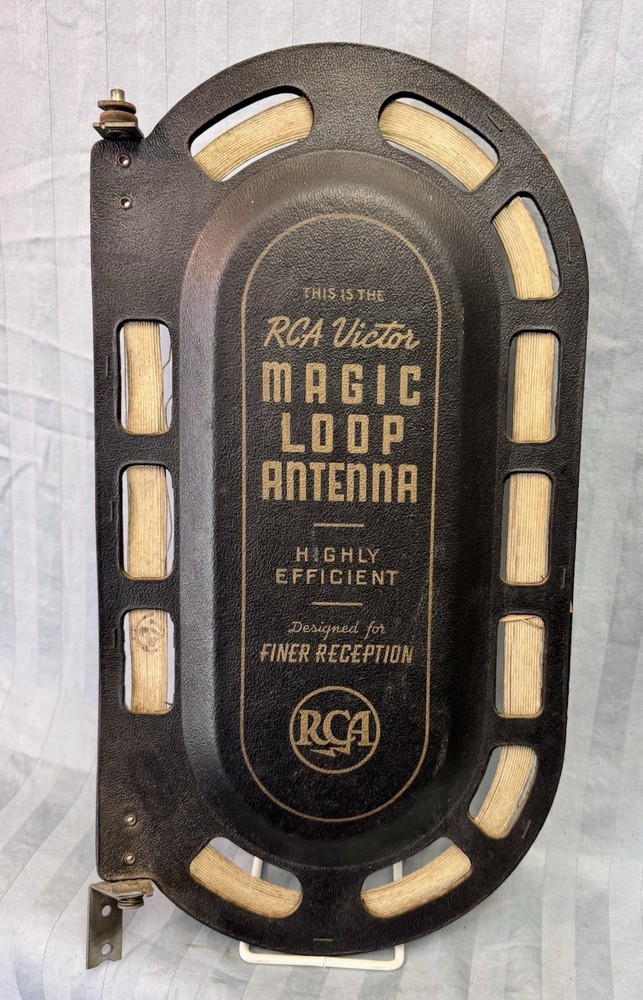 THIS IS THE
RCA Victor
MAGIC
LOOP
ANTENNA
HIGHLY
EFFICIENT
Designed for
FINER RECEPTION
RCA